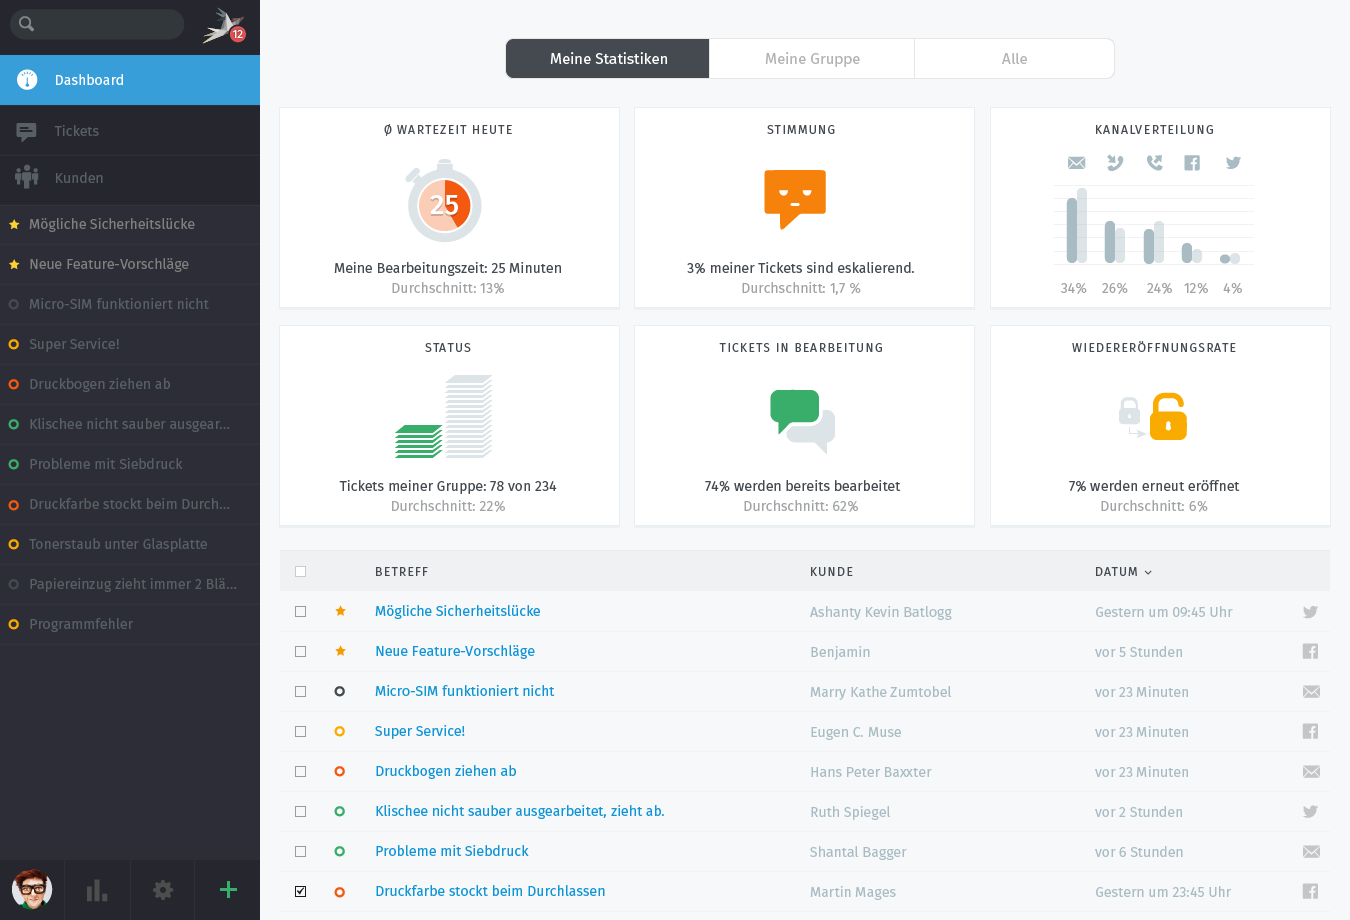 12
Dashboard
Tickets
Kunden
Mögliche Sicherheitslücke
Neue Feature-Vorschläge
Micro-SIM funktioniert nicht
Super Service!
Druckbogen ziehen ab
Klischee nicht sauber ausgear...
Probleme mit Siebdruck
Druckfarbe stockt beim Durch...
Tonerstaub unter Glasplatte
Papiereinzug zieht immer 2 Blä...
Programmfehler
Meine Statistiken Meine Gruppe Alle
Ø WARTEZEIT HEUTE
25
Meine Bearbeitungszeit: 25 Minuten
Durchschnitt: 13%
STIMMUNG
3% meiner Tickets sind eskalierend.
Durchschnitt: 1,7 %
KANALVERTEILUNG
34% 26% 24% 12% 4%
STATUS
Tickets meiner Gruppe: 78 von 234
Durchschnitt: 22%
TICKETS IN BEARBEITUNG
74% werden bereits bearbeitet
Durchschnitt: 62%
WIEDERERÖFFNUNGSRATE
7% werden erneut eröffnet
Durchschnitt: 6%
BETREFF KUNDE DATUM
Mögliche Sicherheitslücke Ashanty Kevin Batlogg Gestern um 09:45 Uhr
Neue Feature-Vorschläge Benjamin vor 5 Stunden
Micro-SIM funktioniert nicht Marry Kathe Zumtobel vor 23 Minuten
Super Service! Eugen C. Muse vor 23 Minuten
Druckbogen ziehen ab Hans Peter Baxxter vor 23 Minuten
Klischee nicht sauber ausgearbeitet, zieht ab. Ruth Spiegel vor 2 Stunden
Probleme mit Siebdruck Shantal Bagger vor 6 Stunden
Druckfarbe stockt beim Durchlassen Martin Mages Gestern um 23:45 Uhr